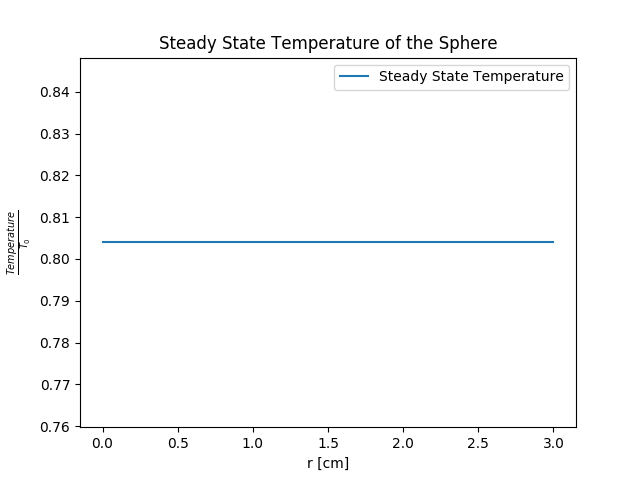 Steady State Temperature of the Sphere
Steady State Temperature
0.84
0.83
0.82
0.81
0.80
0.79
0.78
0.77
0.76
Temperature
T₀
0.0 0.5 1.0 1.5 2.0 2.5 3.0
r [cm]